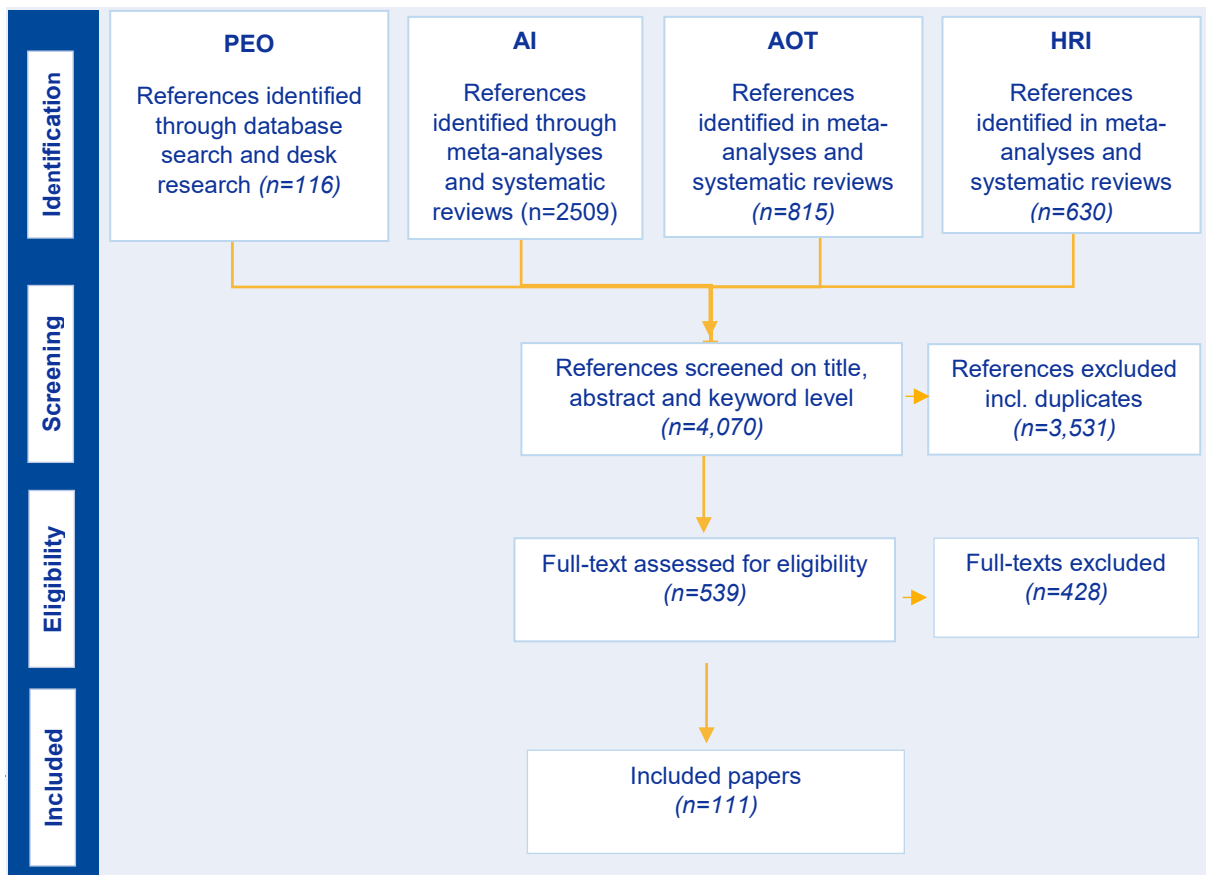 Identification
PEO
References identified
through database
search and desk
research (n=116)
AI
References
identified through
meta-analyses
and systematic
reviews (n=2509)
AOT
References
identified in meta-
analyses and
systematic reviews
(n=815)
HRI
References
identified in meta-
analyses and
systematic reviews
(n=630)
Screening
References screened on title,
abstract and keyword level
(n=4,070)
References excluded
incl. duplicates
(n=3,531)
Eligibility
Full-text assessed for eligibility
(n=539)
Full-texts excluded
(n=428)
Included
Included papers
(n=111)